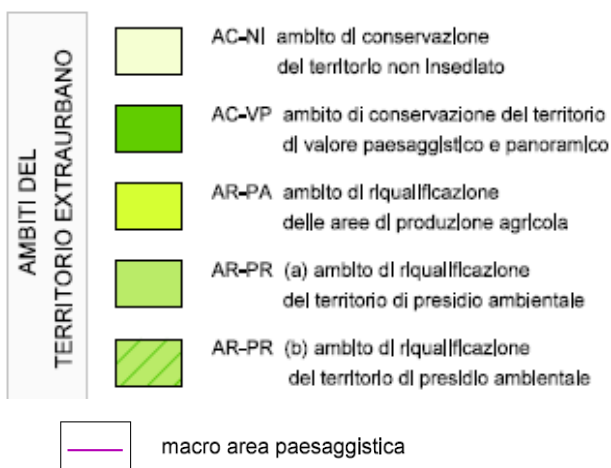 AMBITI DEL
TERRITORIO EXTRAURBANO
AC-NI ambito di conservazione
del territorio non insediato
AC-VP ambito di conservazione del territorio
di valore paesaggistico e panoramico
AR-PA ambito di riqualificazione
delle aree di produzione agricola
AR-PR (a) ambito di riqualificazione
del territorio di presidio ambientale
AR-PR (b) ambito di riqualificazione
del territorio di presidio ambientale
macro area paesaggistica